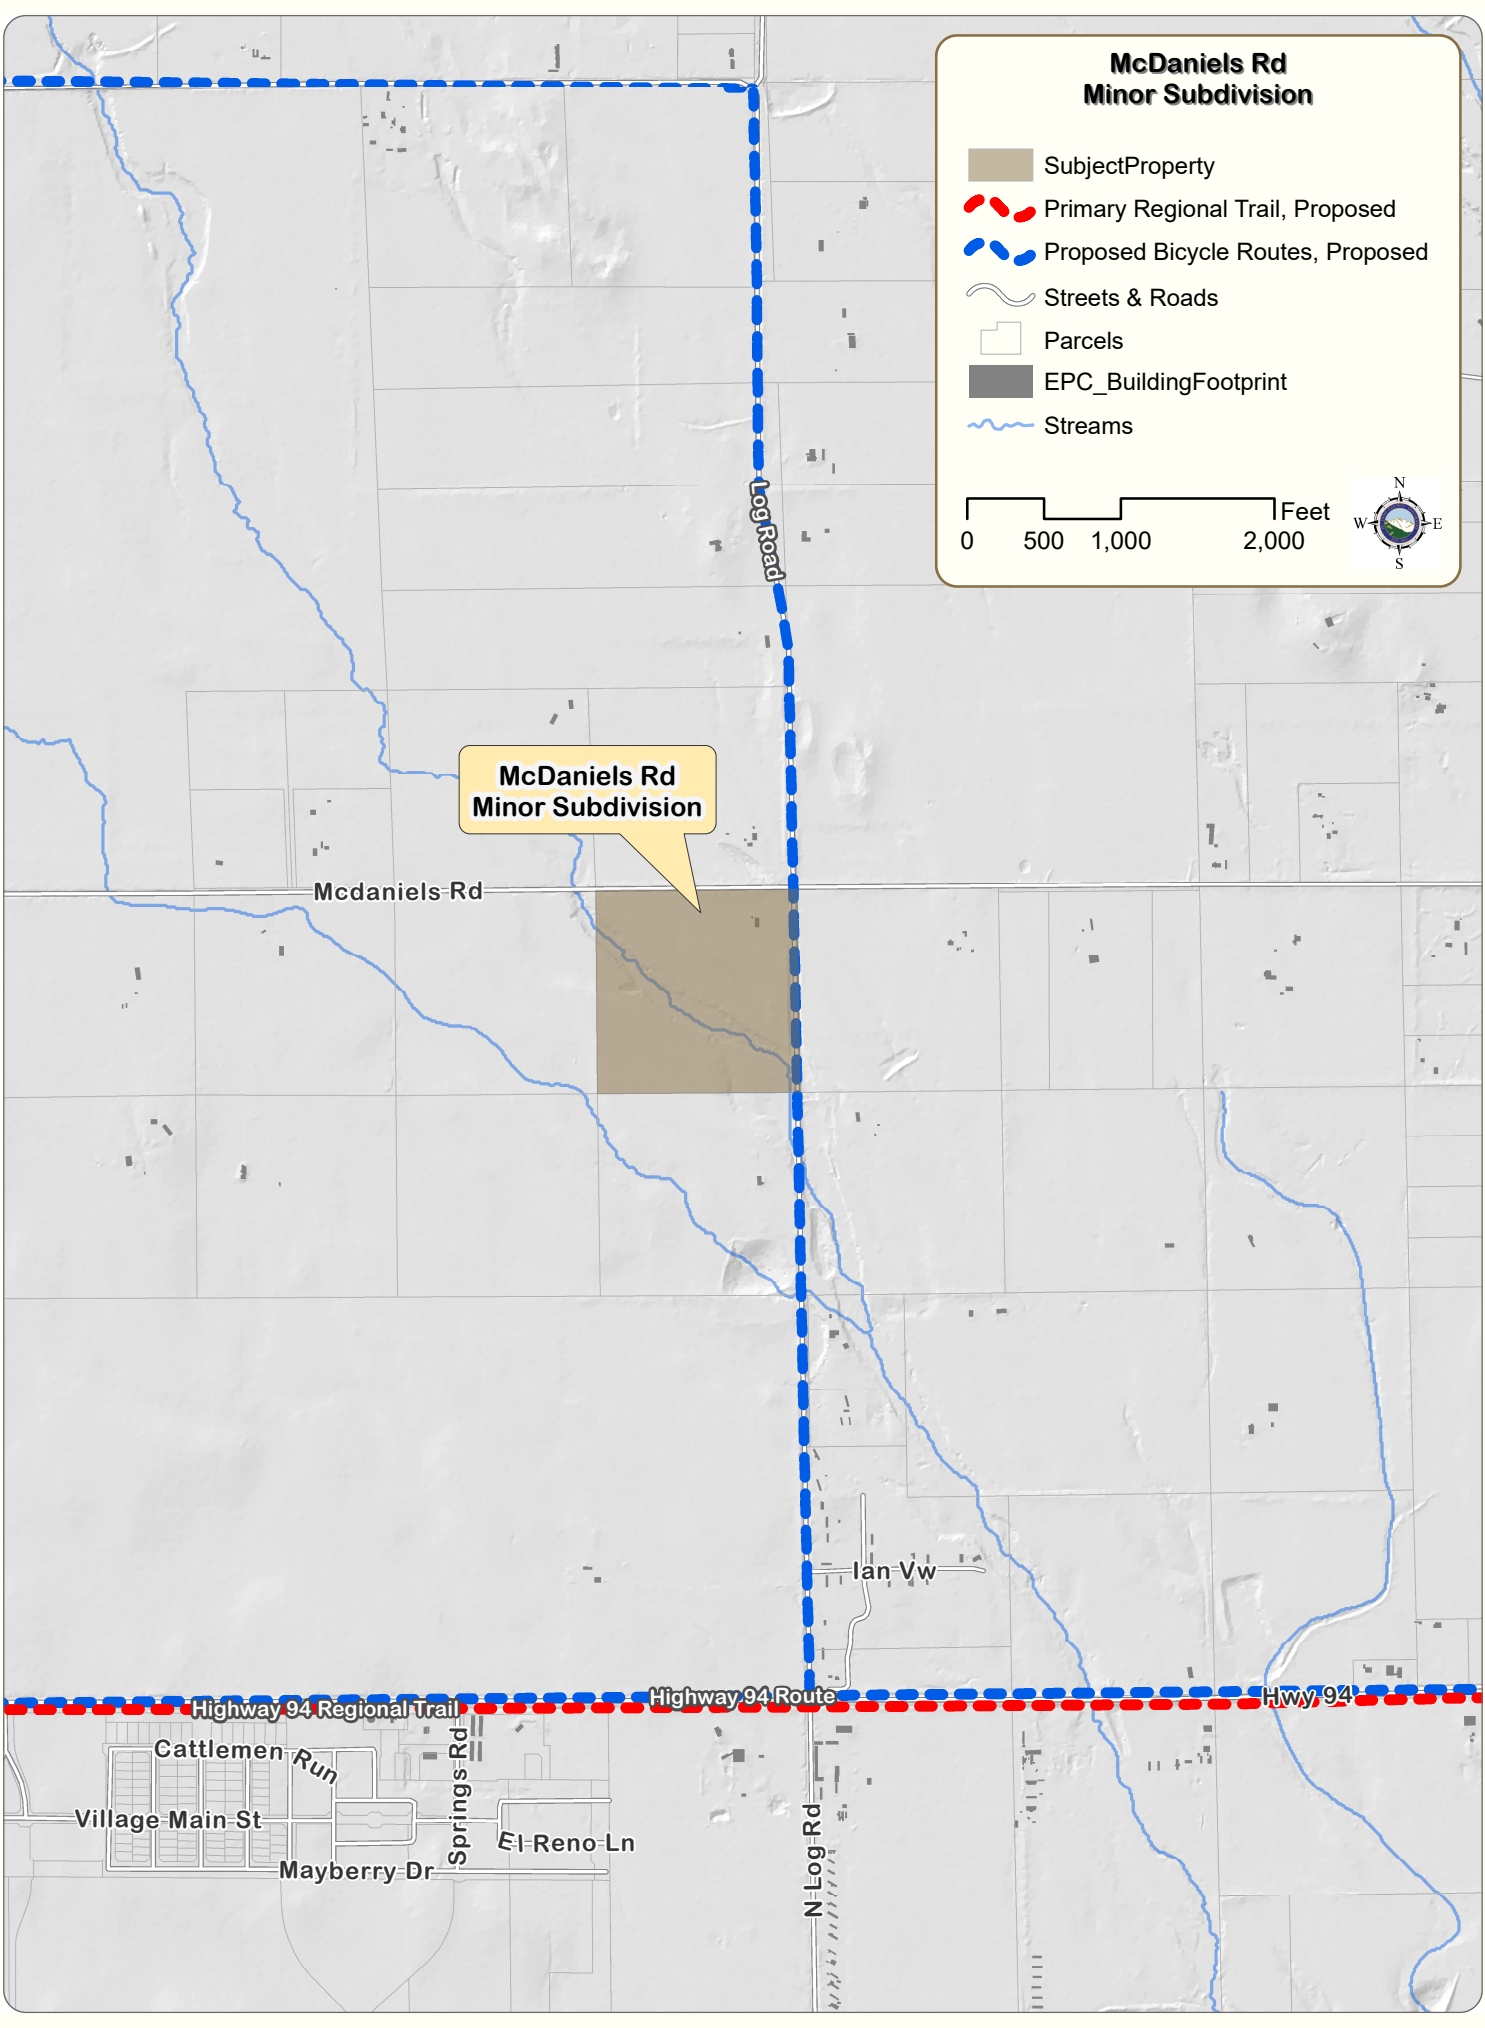 McDaniels Rd
Minor Subdivision
SubjectProperty
Primary Regional Trail, Proposed
Proposed Bicycle Routes, Proposed
Streets & Roads
Parcels
EPC_BuildingFootprint
Streams
Feet
0 500 1,000 2,000
N
W E
S
Log Road
McDaniels Rd
Minor Subdivision
Mcdaniels Rd
Ian Vw
Highway 94 Route
Hwy 94
Highway 94 Regional Trail
Cattlemen Run
Springs Rd
Village Main St
El Reno Ln
Mayberry Dr
N Log Rd